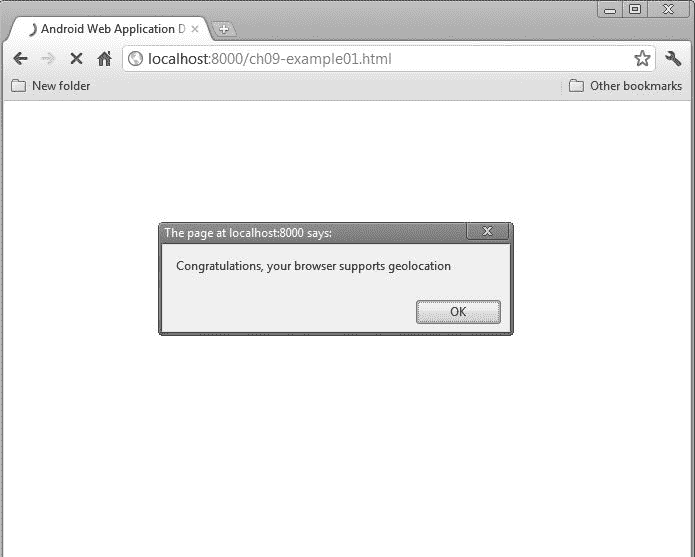 Android Web Application D
localhost:8000/ch09-example01.html
New folder
Other bookmarks
The page at localhost:8000 says:
Congratulations, your browser supports geolocation
OK